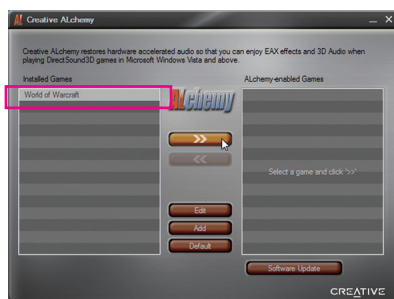 Creative ALchemy
Creative ALchemy restores hardware accelerated audio so that you can enjoy EAX effects and 3D Audio when
playing DirectSound3D games in Microsoft Windows Vista and above.
Installed Games
ALchemy-enabled Games
World of Warcraft
ALchemy
>>
<<
Select a game and click '>>'
Edit
Add
Default
Software Update
CREATIVE